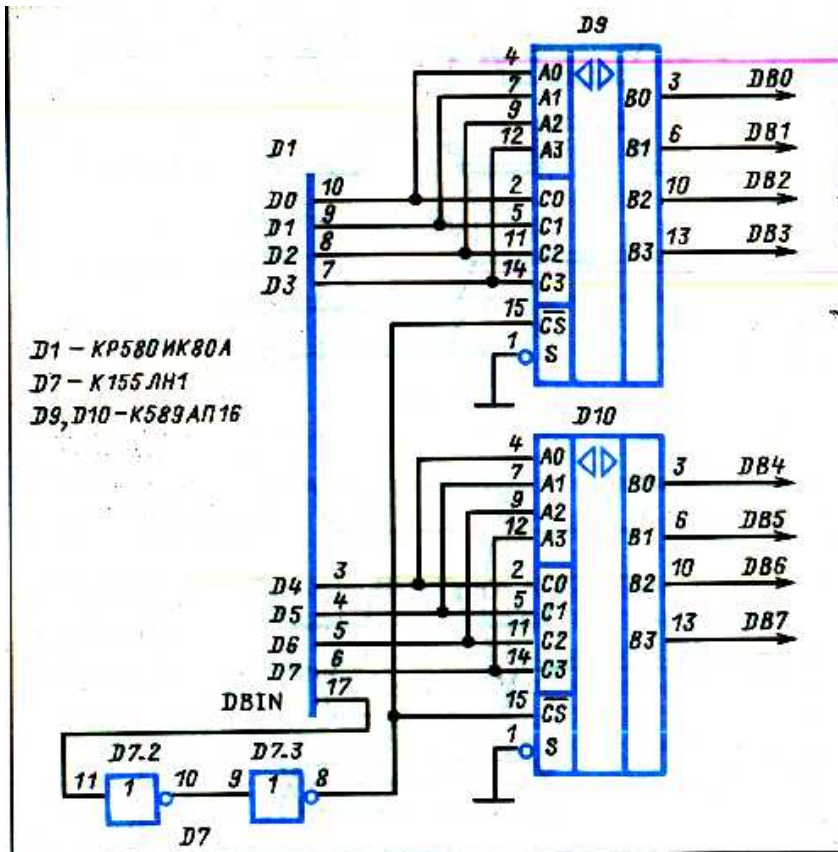 D9
4 A0
7 A1
9 A2
12 A3
2 C0
5 C1
11 C2
14 C3
15 CS
1 S
B0 3 DB0
B1 6 DB1
B2 10 DB2
B3 13 DB3
D1
D0 10
D1 9
D2 8
D3 7
D1 – КР580ИК80А
D7 – К155ЛН1
D9, D10 – К589АП16
D10
4 A0
7 A1
9 A2
12 A3
2 C0
5 C1
11 C2
14 C3
15 CS
1 S
B0 3 DB4
B1 6 DB5
B2 10 DB6
B3 13 DB7
D4 3
D5 4
D6 5
D7 6
DBIN 17
D7.2 D7.3
11 1 10 9 1 8
D7